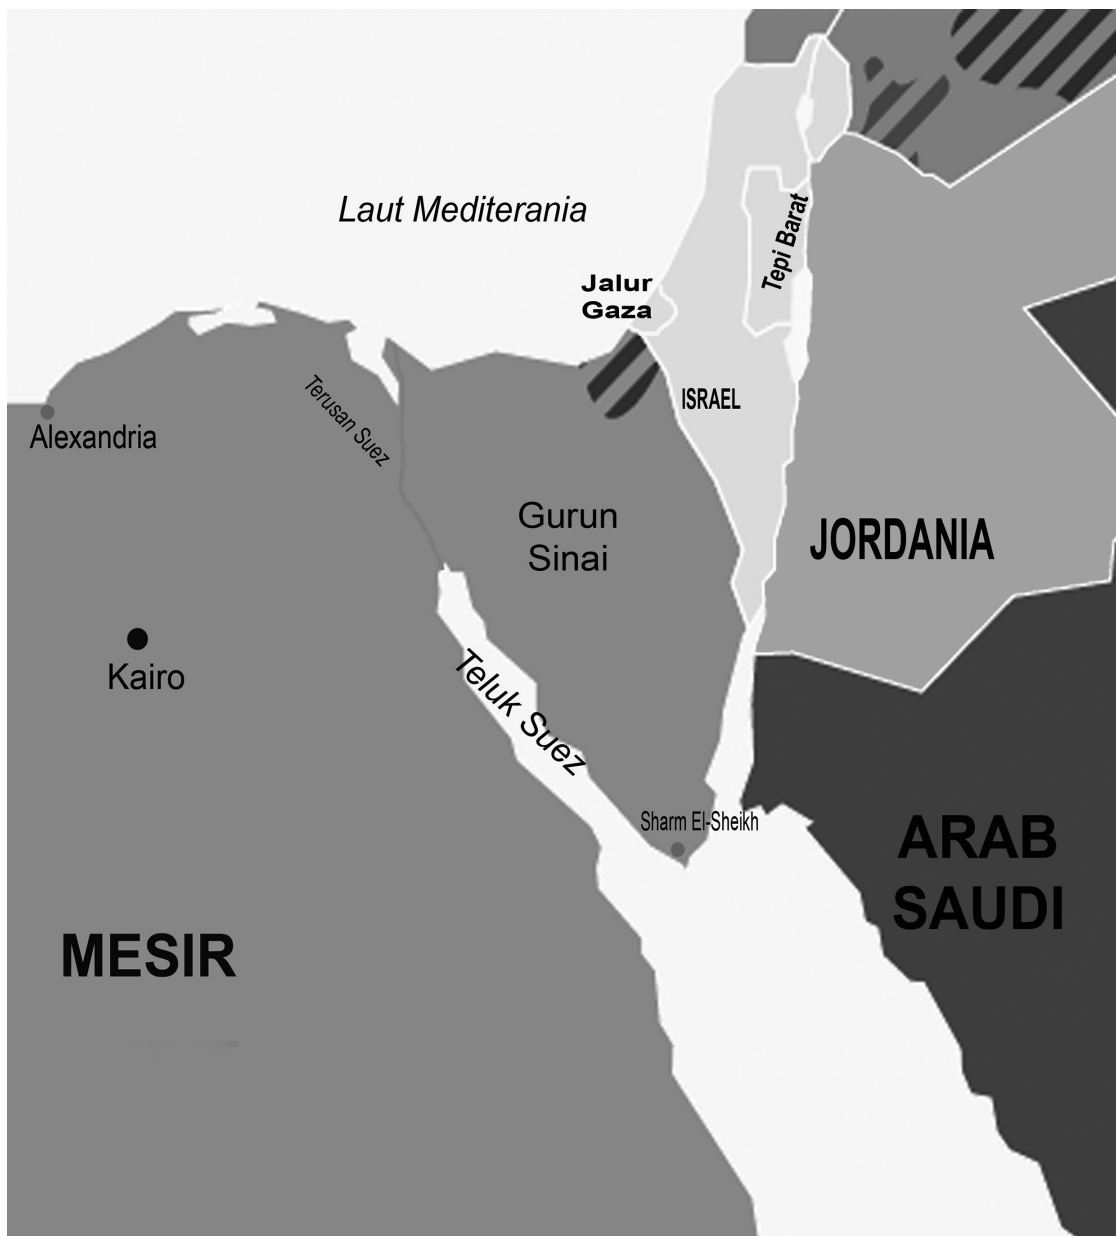 Laut Mediterania
Tepi Barat
Jalur
Gaza
Terusan Suez
ISRAEL
Alexandria
Gurun
Sinai
JORDANIA
Kairo
Teluk Suez
Sharm El-Sheikh
ARAB
SAUDI
MESIR